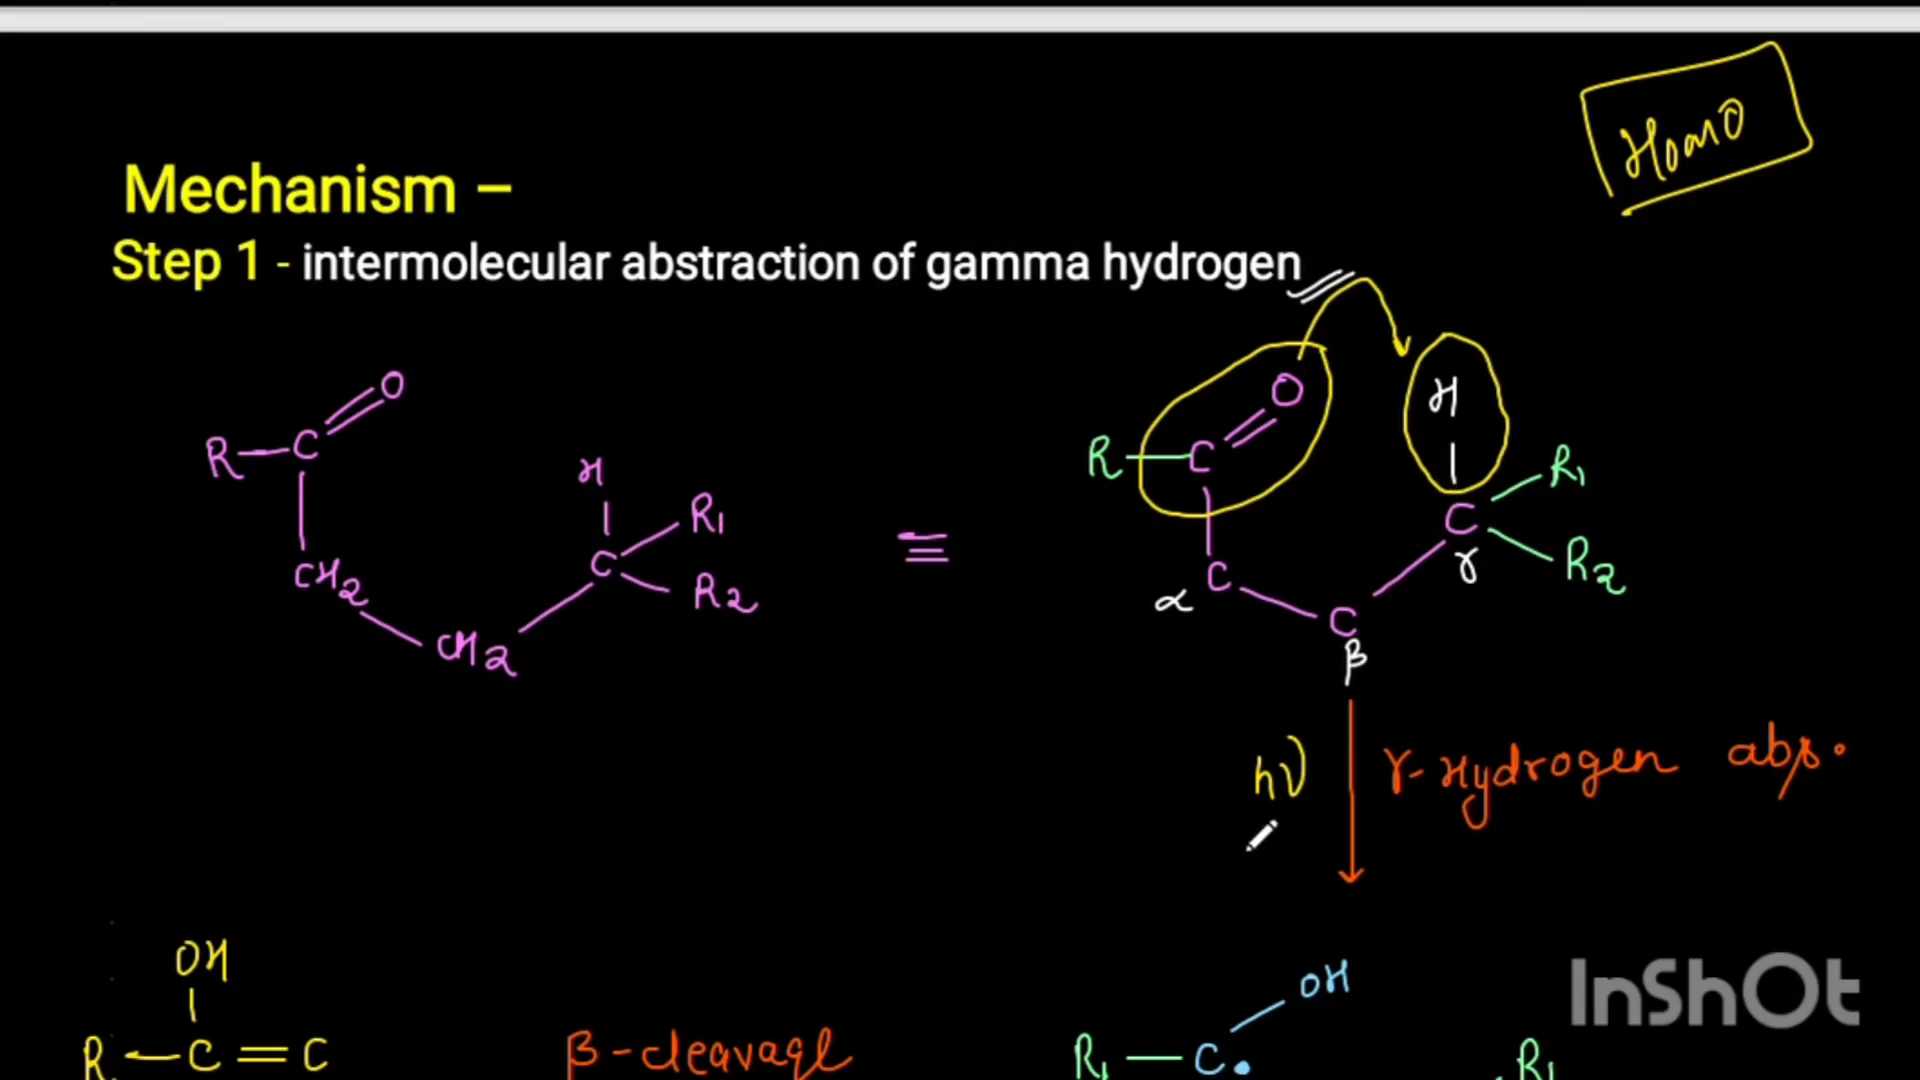 Homo
Mechanism –
Step 1 - intermolecular abstraction of gamma hydrogen
R-C=O
CH2
CH2
C
H
R1
R2
≡
R-C=O
C
α
C
β
C
γ
H
R1
R2
hν
γ-Hydrogen abs.
OH
R-C=C
β-cleavage
OH
R1-C•
R1
InShOt